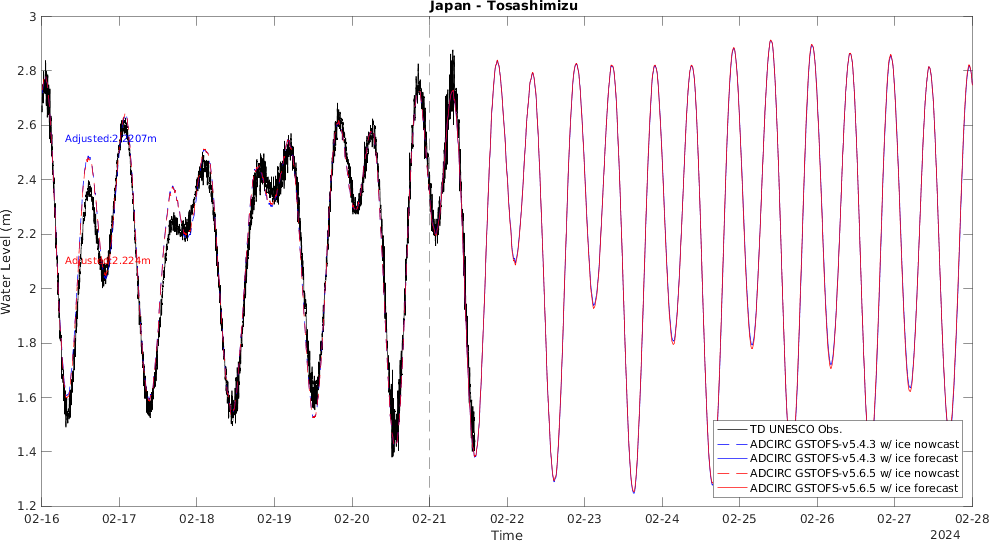 Japan - Tosashimizu
Water Level (m)
3
2.8
2.6
2.4
2.2
2
1.8
1.6
1.4
1.2
Adjusted:2.2207m
Adjusted:2.224m
TD UNESCO Obs.
ADCIRC GSTOFS-v5.4.3 w/ ice nowcast
ADCIRC GSTOFS-v5.4.3 w/ ice forecast
ADCIRC GSTOFS-v5.6.5 w/ ice nowcast
ADCIRC GSTOFS-v5.6.5 w/ ice forecast
02-16 02-17 02-18 02-19 02-20 02-21 02-22 02-23 02-24 02-25 02-26 02-27 02-28
Time
2024